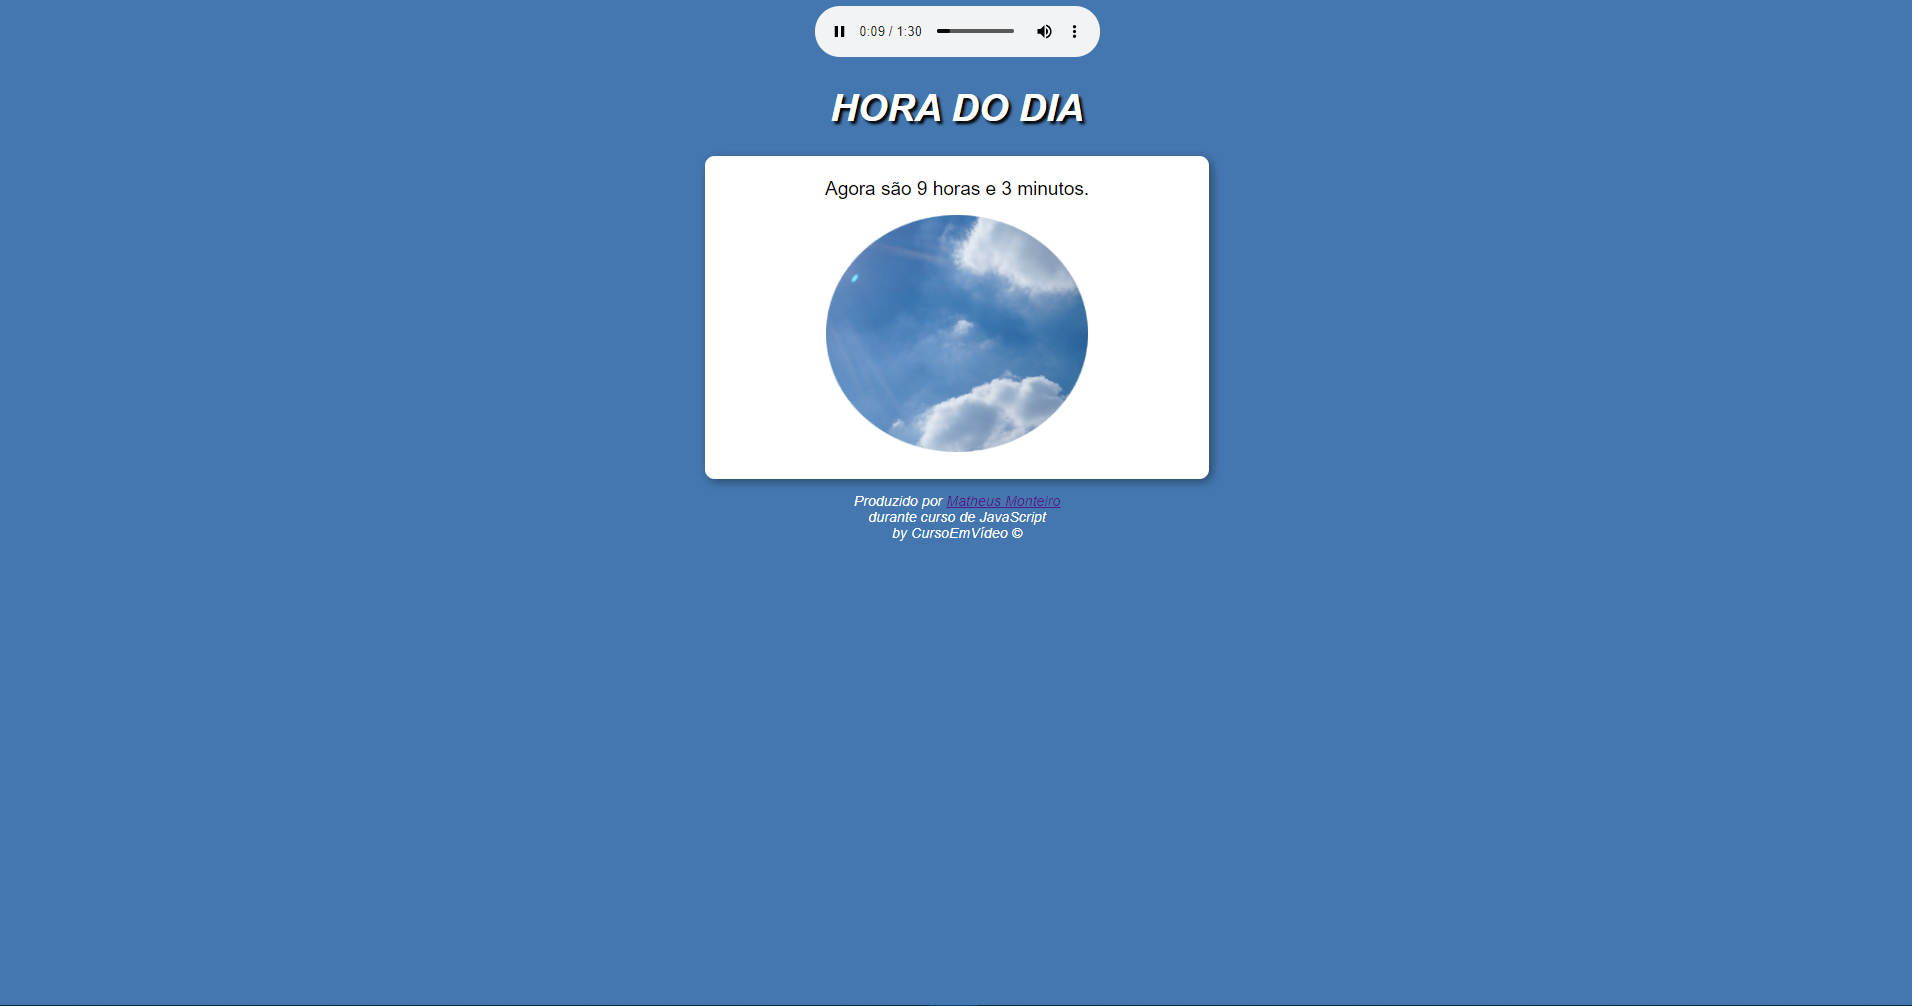 0:09 / 1:30
HORA DO DIA
Agora são 9 horas e 3 minutos.
Produzido por Matheus Monteiro
durante curso de JavaScript
by CursoEmVídeo ©